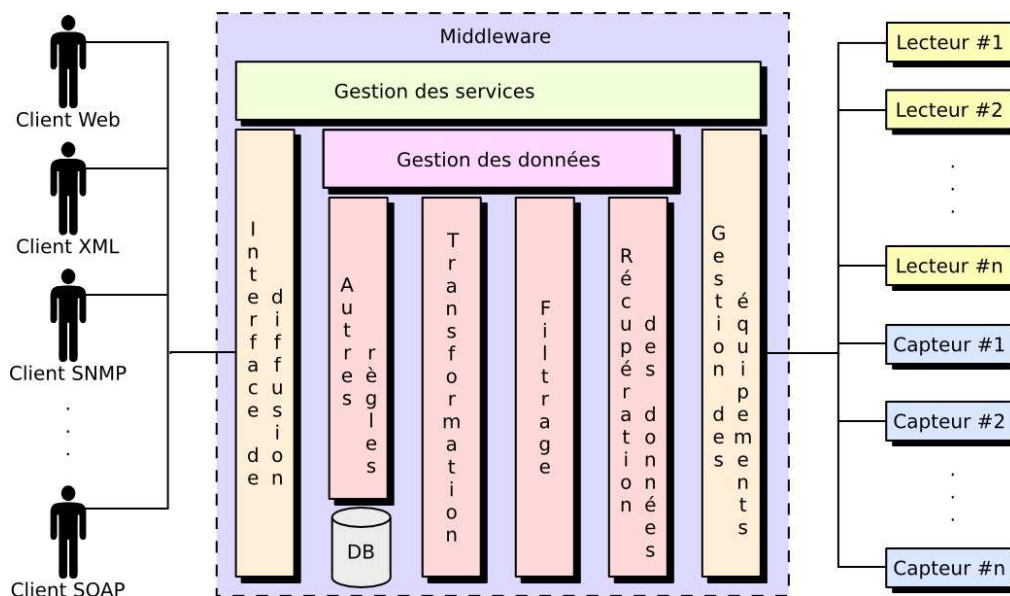 Client Web
Client XML
Client SNMP
Client SOAP
Middleware
Gestion des services
Interface de
diffusion
Gestion des données
Autres
règles
DB
Transformation
Filtrage
Récupération
des données
Gestion des
équipements
Lecteur #1
Lecteur #2
Lecteur #n
Capteur #1
Capteur #2
Capteur #n